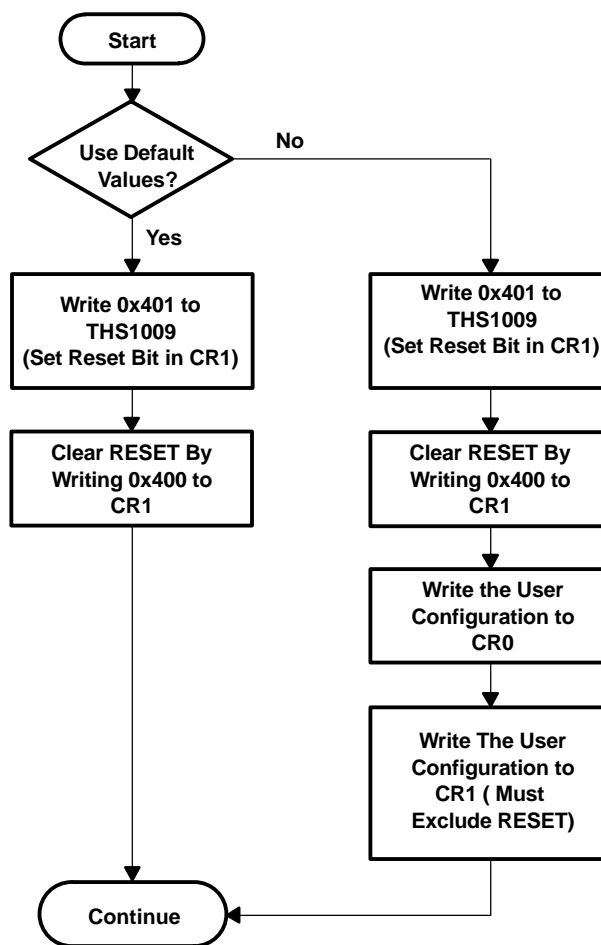 Start
Use Default
Values?
No
Yes
Write 0x401 to
THS1009
(Set Reset Bit in CR1)
Clear RESET By
Writing 0x400 to
CR1
Write 0x401 to
THS1009
(Set Reset Bit in CR1)
Clear RESET By
Writing 0x400 to
CR1
Write the User
Configuration to
CR0
Write The User
Configuration to
CR1 ( Must
Exclude RESET)
Continue